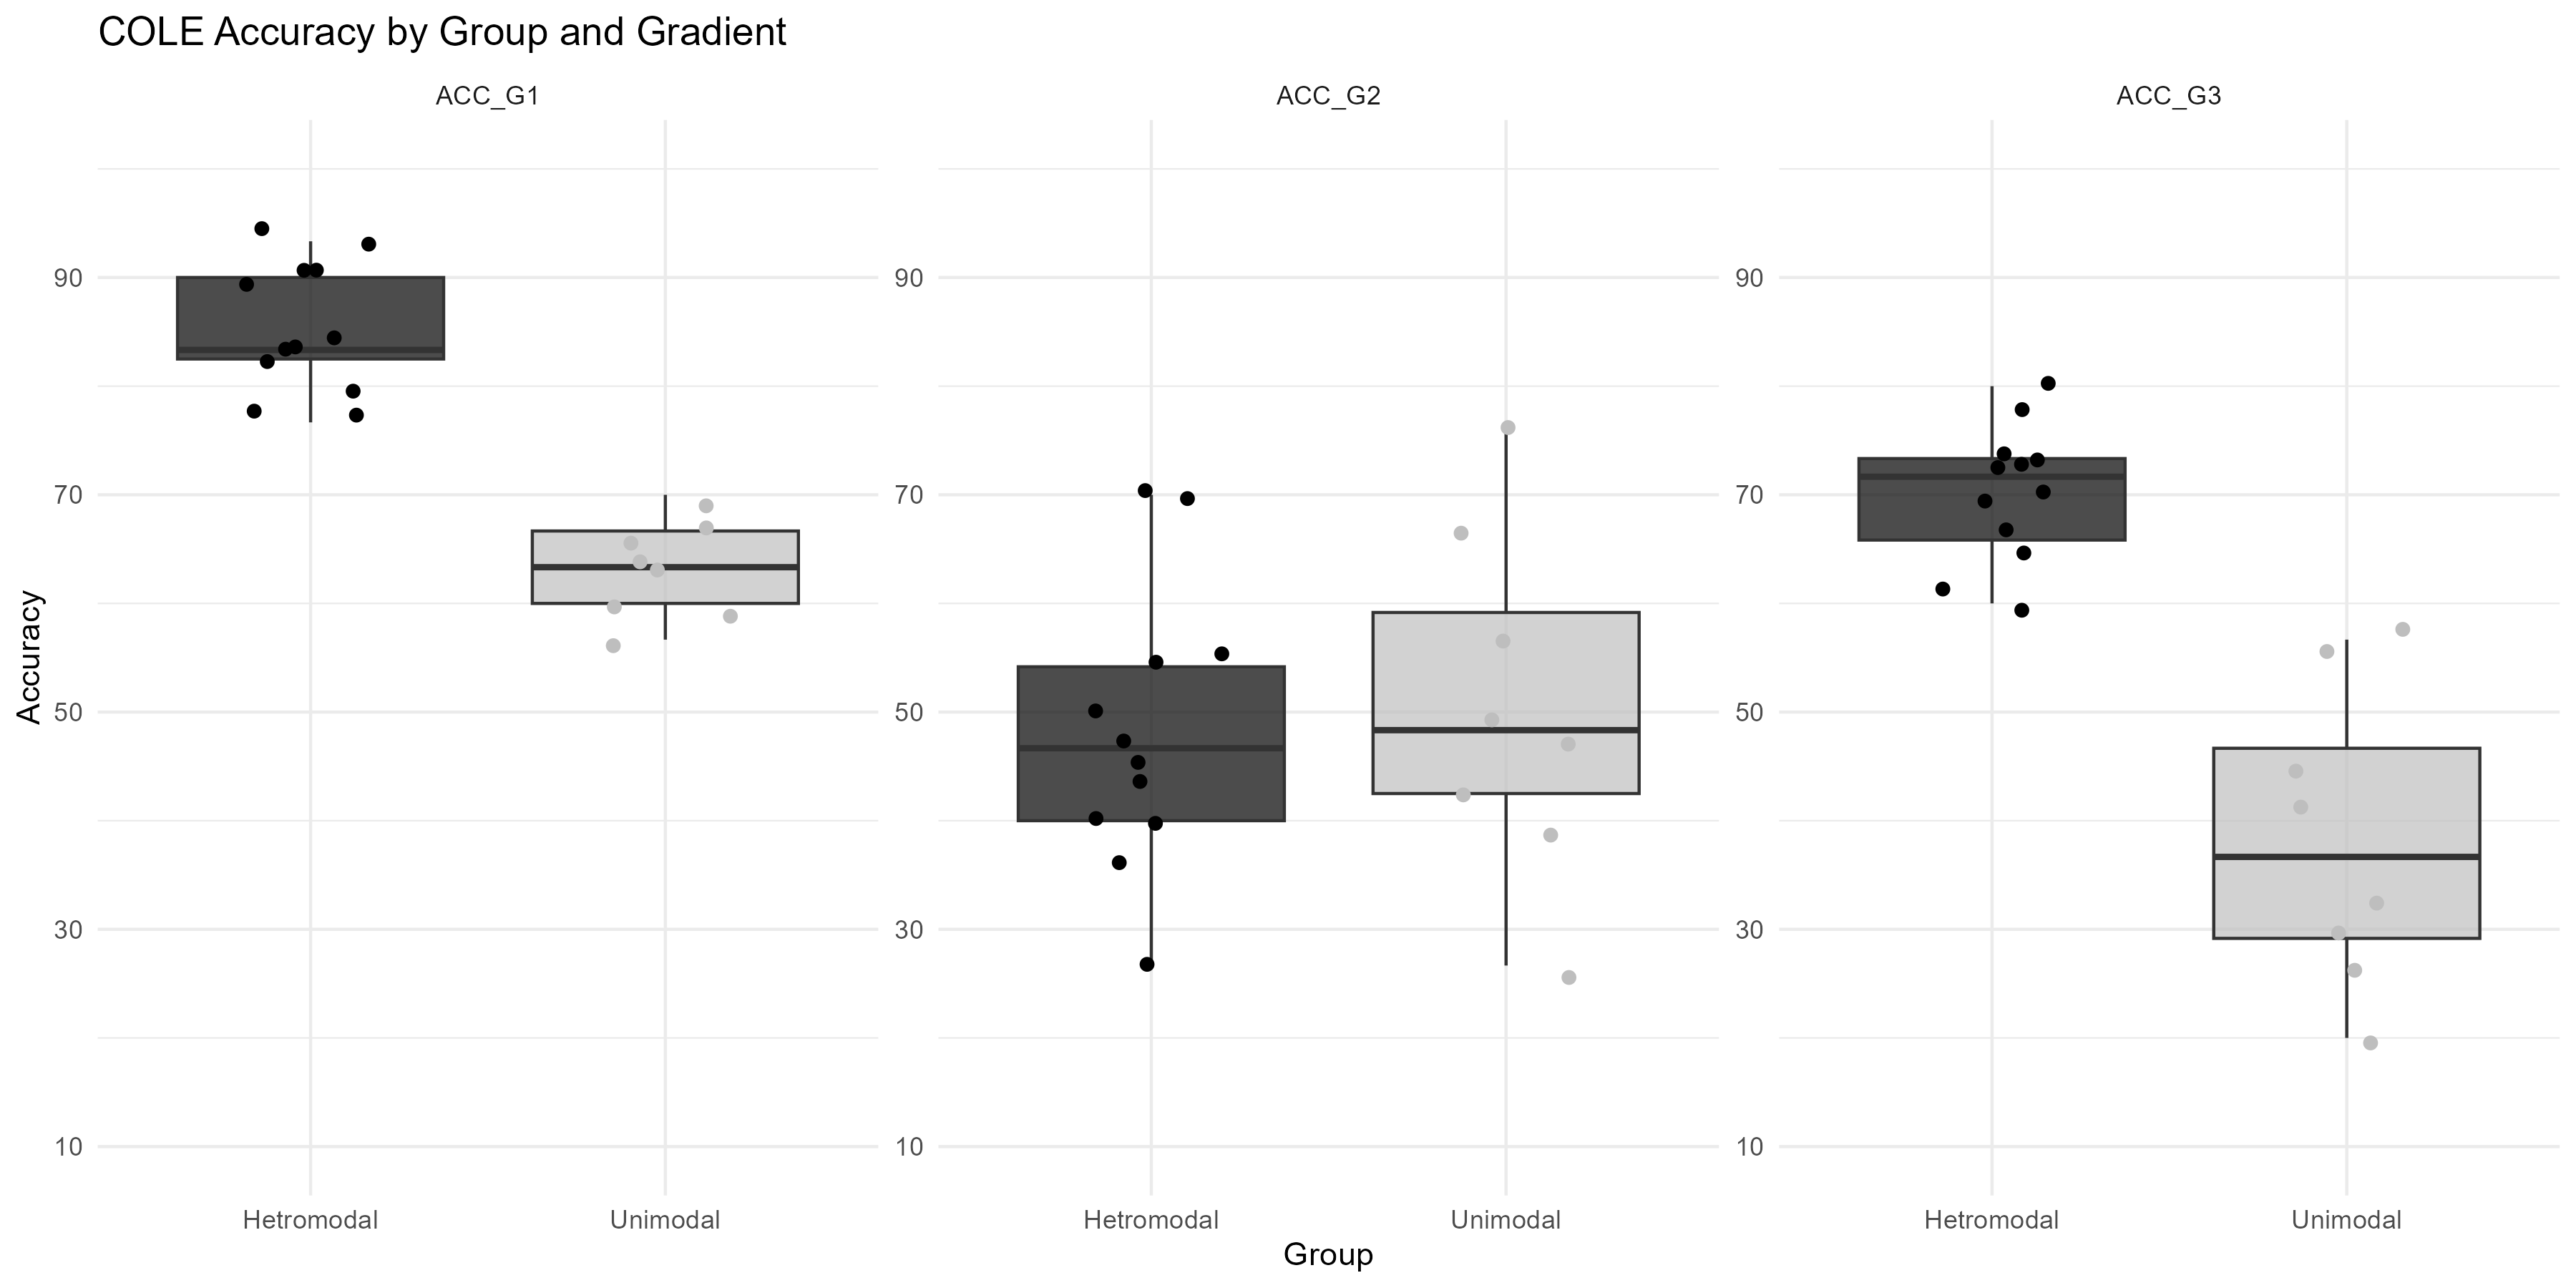 COLE Accuracy by Group and Gradient
ACC_G1
ACC_G2
ACC_G3
Accuracy
90
70
50
30
10
90
70
50
30
10
90
70
50
30
10
Hetromodal
Unimodal
Hetromodal
Unimodal
Hetromodal
Unimodal
Group